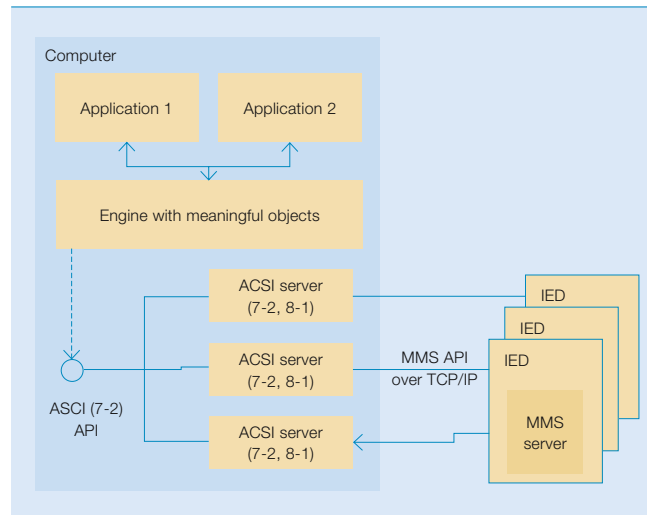 Computer
Application 1
Application 2
Engine with meaningful objects
ACSI server
(7-2, 8-1)
ACSI server
(7-2, 8-1)
ACSI server
(7-2, 8-1)
ASCI (7-2)
API
MMS API
over TCP/IP
IED
IED
IED
MMS
server